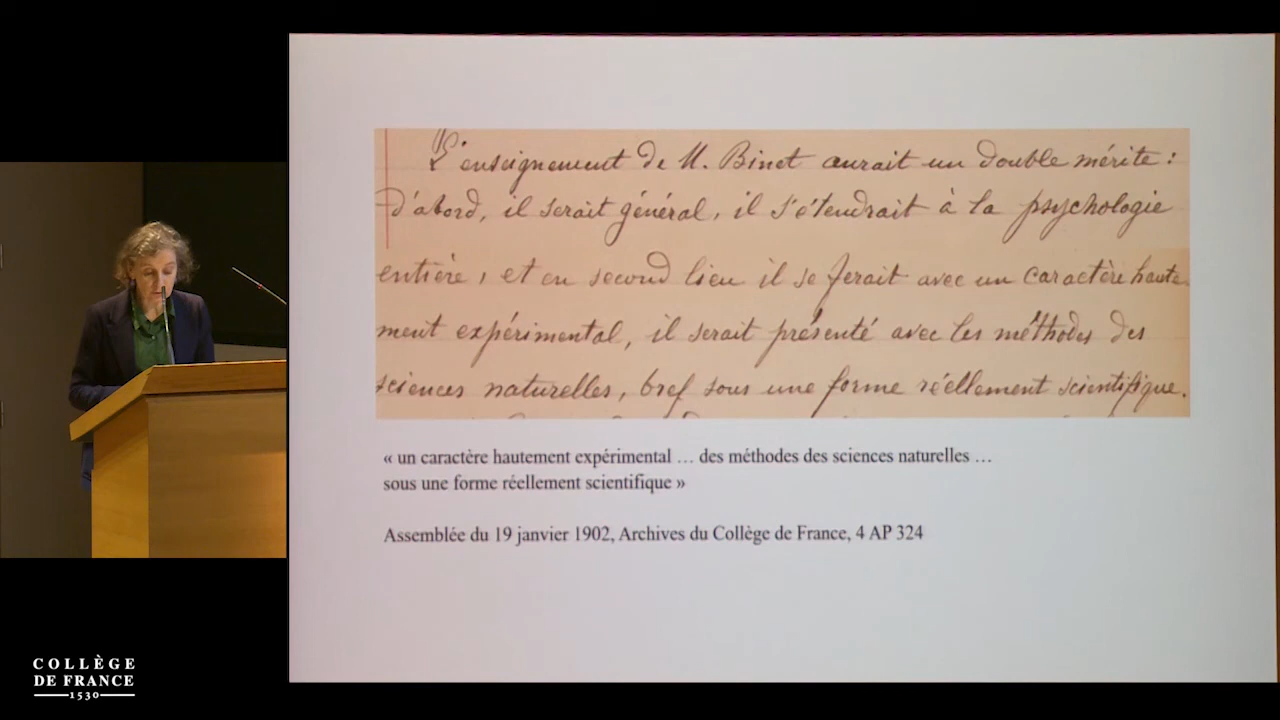 L'enseignement de M. Binet aurait un double mérite :
d'abord, il serait général, il s'étendrait à la psychologie
entière, et en second lieu il se ferait avec un caractère haute
ment expérimental, il serait présenté avec les méthodes des
sciences naturelles, bref sous une forme réellement scientifique.
« un caractère hautement expérimental … des méthodes des sciences naturelles …
sous une forme réellement scientifique »
Assemblée du 19 janvier 1902, Archives du Collège de France, 4 AP 324
COLLÈGE
DE FRANCE
1530